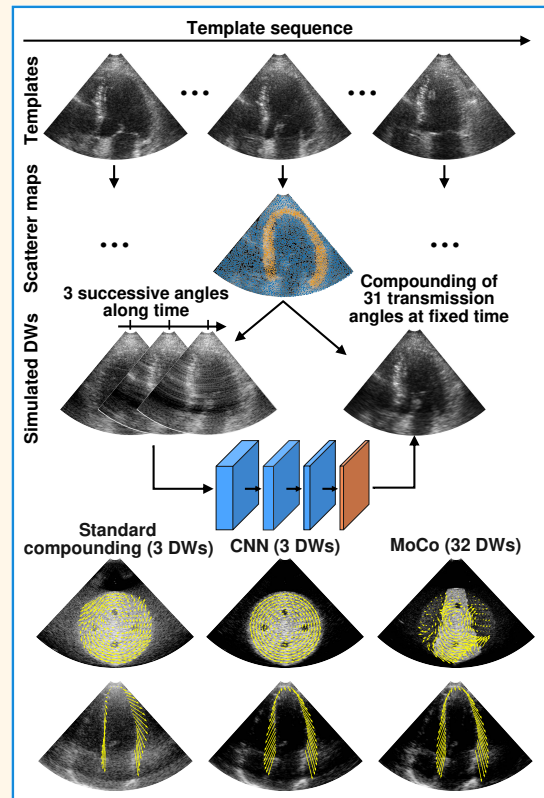 Template sequence
Templates
Scatterer maps
3 successive angles
along time
Compounding of
31 transmission
angles at fixed time
Simulated DWs
Standard
compounding (3 DWs)
CNN (3 DWs)
MoCo (32 DWs)